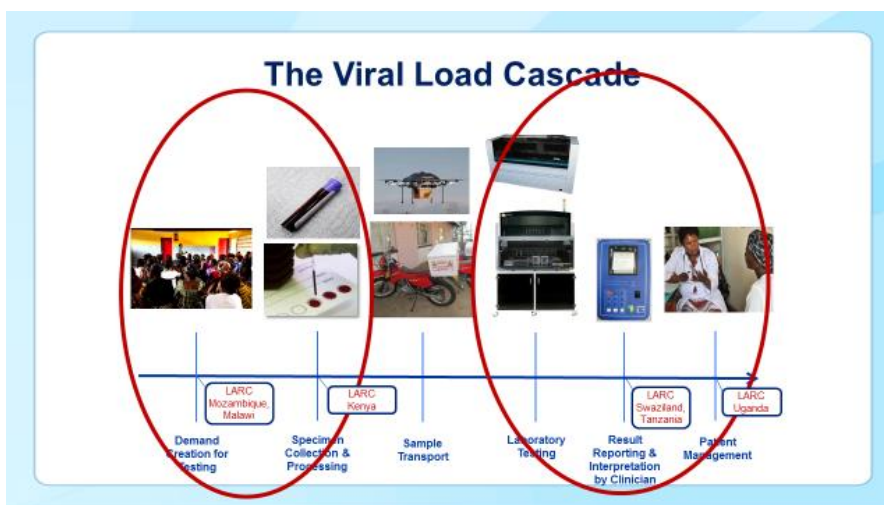 The Viral Load Cascade
LARC
Mozambique,
Malawi
LARC
Kenya
LARC
Swaziland,
Tanzania
LARC
Uganda
Demand
Creation for
Testing
Specimen
Collection &
Processing
Sample
Transport
Laboratory
Testing
Result
Reporting &
Interpretation
by Clinician
Patient
Management